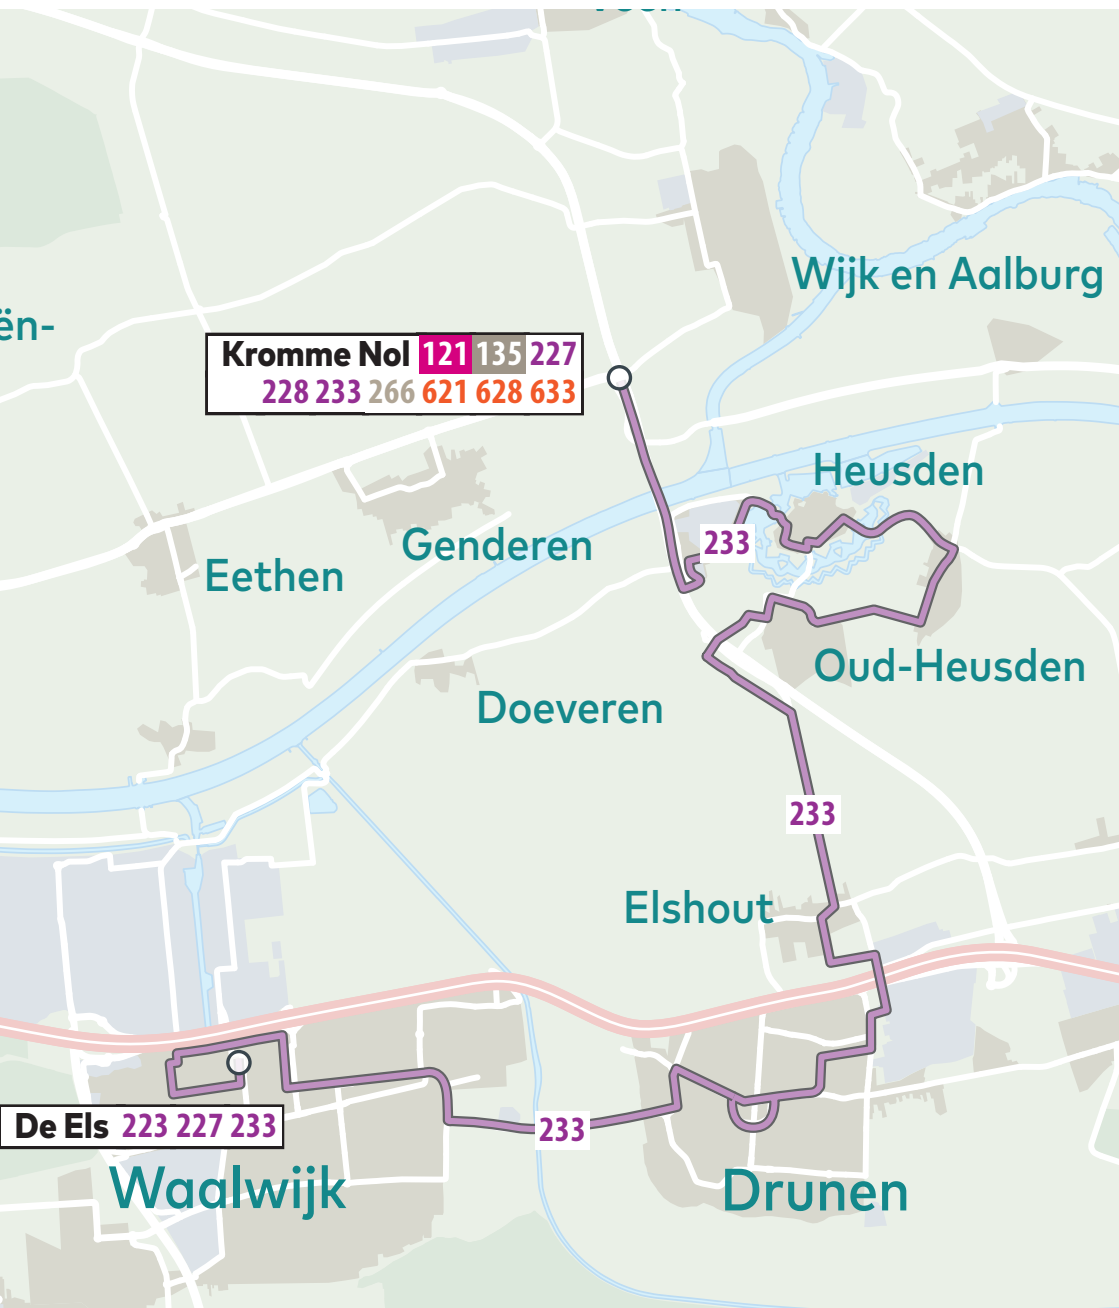 Wijk en Aalburg
ën-
Kromme Nol 121 135 227
228 233 266 621 628 633
Heusden
233
Genderen
Eethen
Oud-Heusden
Doeveren
233
Elshout
De Els 223 227 233
233
Waalwijk
Drunen